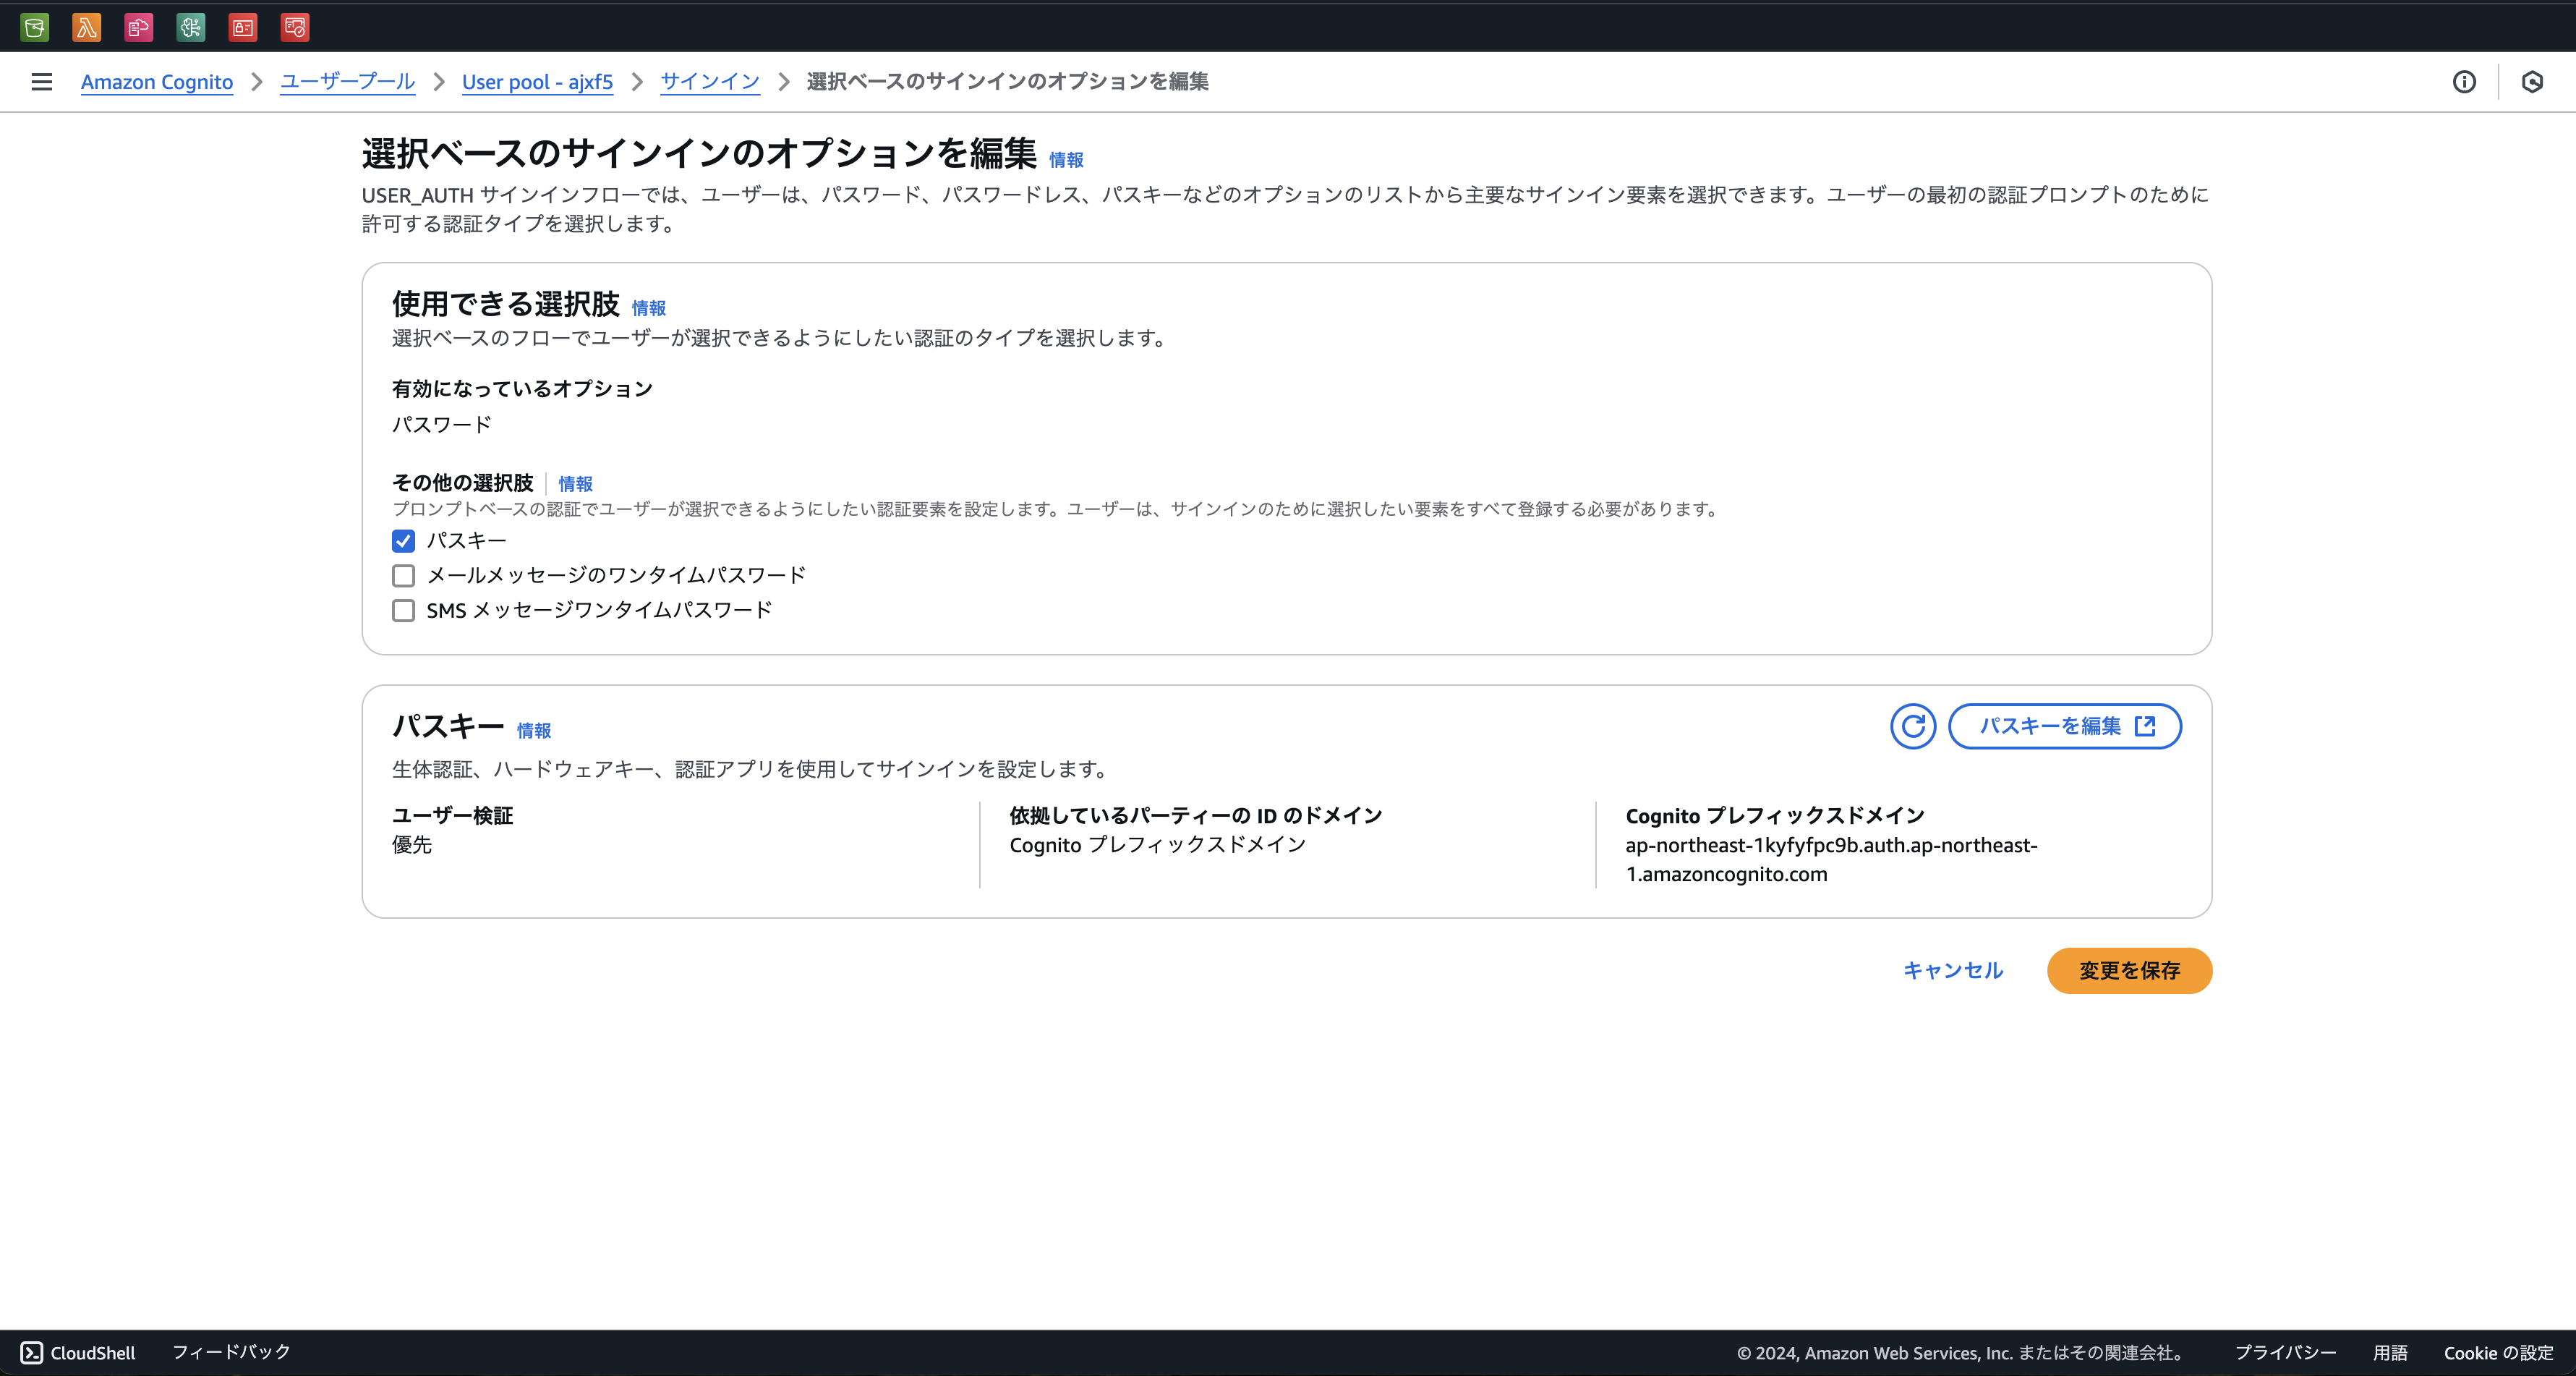 Amazon Cognito > ユーザープール > User pool - ajxf5 > サインイン > 選択ベースのサインインのオプションを編集
選択ベースのサインインのオプションを編集 情報
USER_AUTH サインインフローでは、ユーザーは、パスワード、パスワードレス、パスキーなどのオプションのリストから主要なサインイン要素を選択できます。ユーザーの最初の認証プロンプトのために
許可する認証タイプを選択します。
使用できる選択肢 情報
選択ベースのフローでユーザーが選択できるようにしたい認証のタイプを選択します。
有効になっているオプション
パスワード
その他の選択肢 | 情報
プロンプトベースの認証でユーザーが選択できるようにしたい認証要素を設定します。ユーザーは、サインインのために選択したい要素をすべて登録する必要があります。
パスキー
メールメッセージのワンタイムパスワード
SMS メッセージワンタイムパスワード
パスキー 情報
パスキーを編集
生体認証、ハードウェアキー、認証アプリを使用してサインインを設定します。
ユーザー検証
優先
依拠しているパーティーの ID のドメイン
Cognito プレフィックスドメイン
Cognito プレフィックスドメイン
ap-northeast-1kyfyfpc9b.auth.ap-northeast-
1.amazoncognito.com
キャンセル
変更を保存
CloudShell フィードバック © 2024, Amazon Web Services, Inc. またはその関連会社。 プライバシー 用語 Cookie の設定